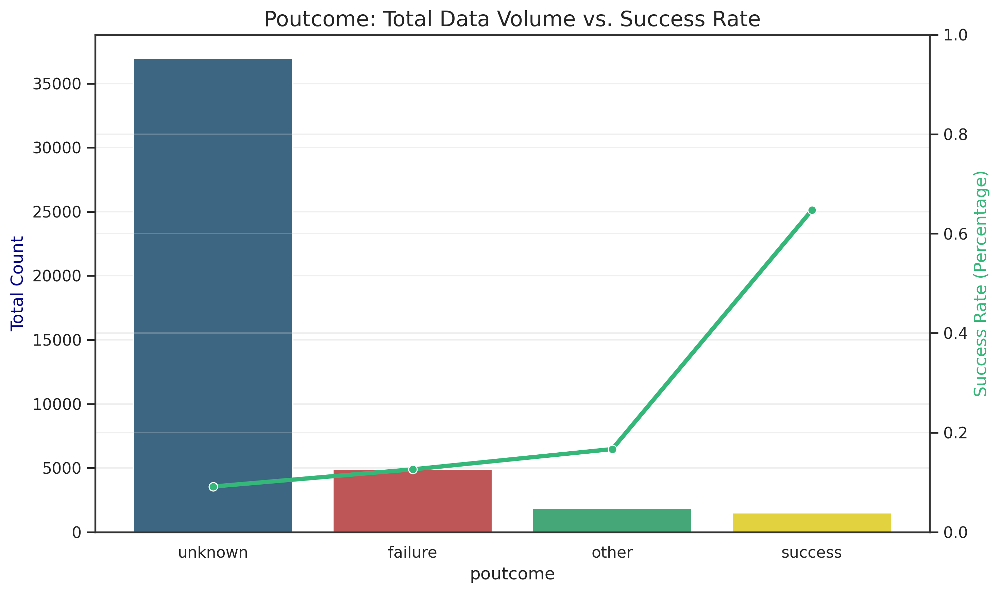 Poutcome: Total Data Volume vs. Success Rate
Total Count
35000
30000
25000
20000
15000
10000
5000
0
1.0
0.8
0.6
0.4
0.2
0.0
Success Rate (Percentage)
unknown failure other success
poutcome